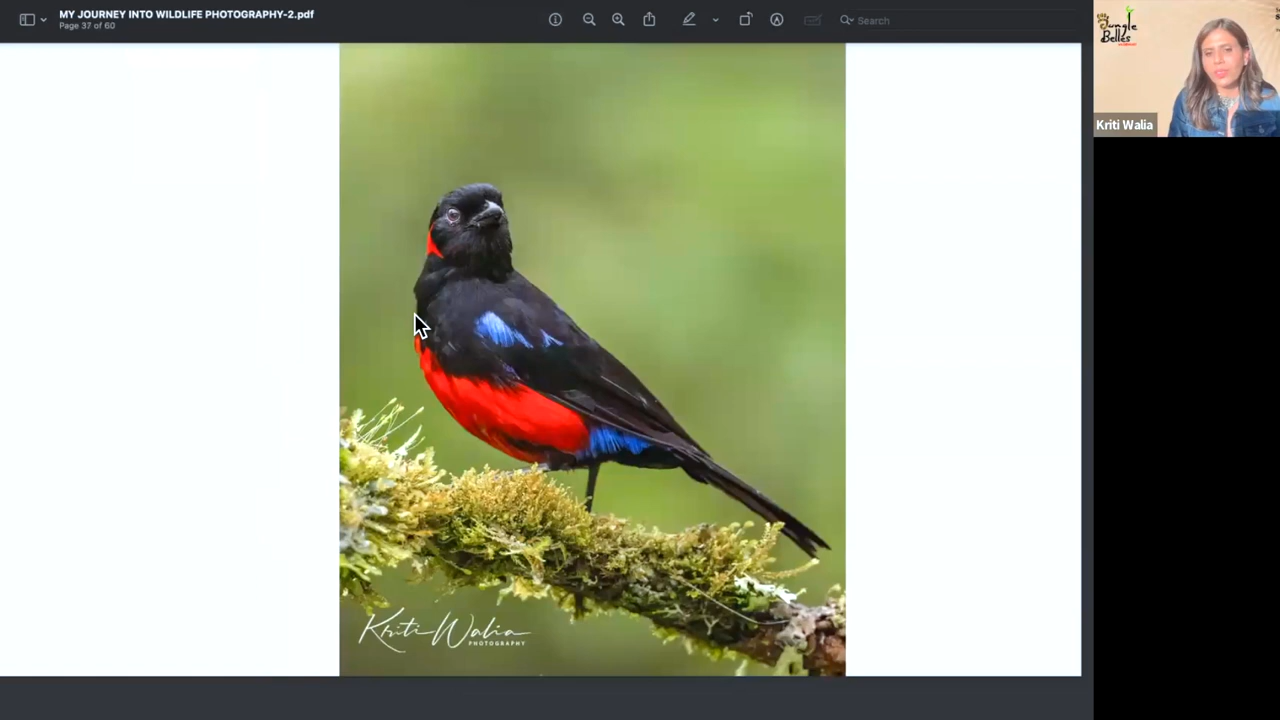 MY JOURNEY INTO WILDLIFE PHOTOGRAPHY-2.pdf
Page 37 of 60
Search
Jungle
Belles
Kriti Walia
Kriti Walia
PHOTOGRAPHY